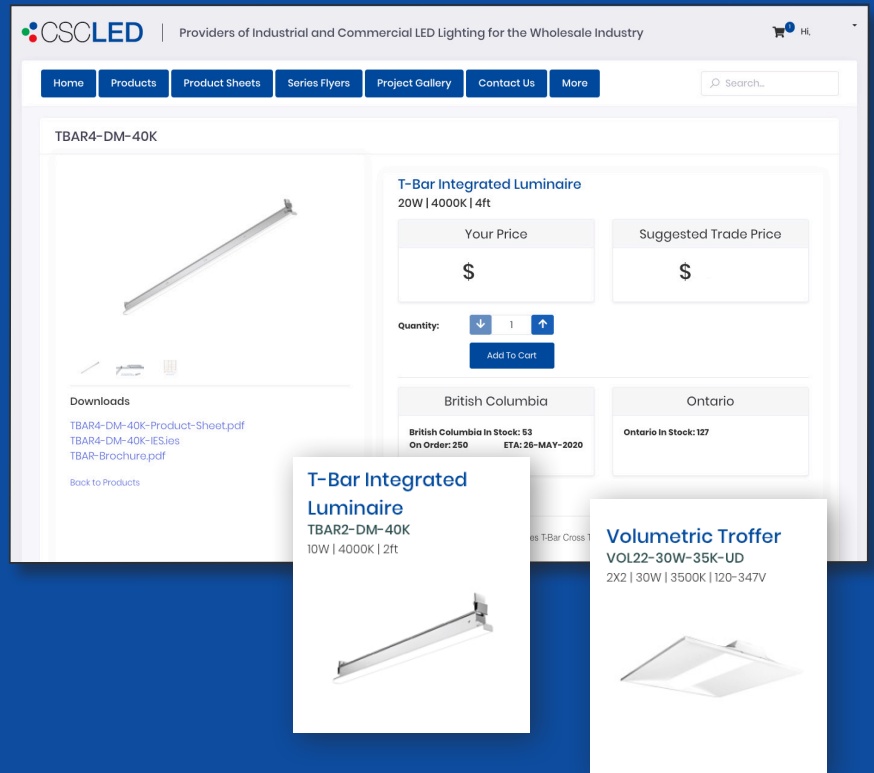 CSCLED
Providers of Industrial and Commercial LED Lighting for the Wholesale Industry
1
Hi,
Home
Products
Product Sheets
Series Flyers
Project Gallery
Contact Us
More
Search...
TBAR4-DM-40K
T-Bar Integrated Luminaire
20W | 4000K | 4ft
Your Price
Suggested Trade Price
$
$
Quantity:
1
Add To Cart
Downloads
TBAR4-DM-40K-Product-Sheet.pdf
TBAR4-DM-40K-IES.ies
TBAR-Brochure.pdf
Back to Products
British Columbia
British Columbia In Stock: 53
On Order: 250 ETA: 26-MAY-2020
Ontario
Ontario In Stock: 127
T-Bar Cross
T-Bar Integrated
Luminaire
TBAR2-DM-40K
10W | 4000K | 2ft
Volumetric Troffer
VOL22-30W-35K-UD
2X2 | 30W | 3500K | 120-347V